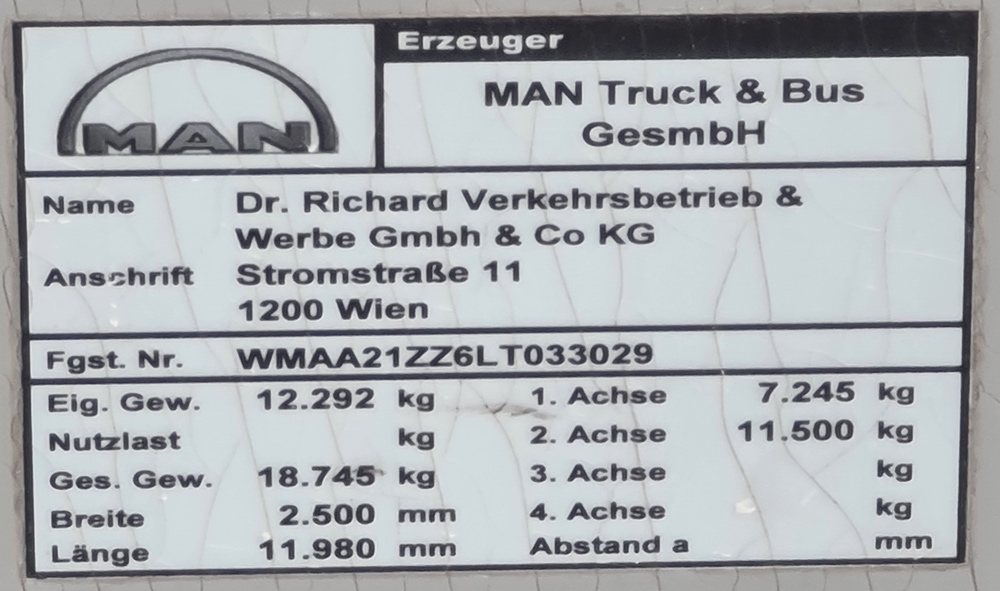 MAN
Erzeuger
MAN Truck & Bus
GesmbH
Name Dr. Richard Verkehrsbetrieb &
Werbe Gmbh & Co KG
Anschrift Stromstraße 11
1200 Wien
Fgst. Nr. WMAA21ZZ6LT033029
Eig. Gew. 12.292 kg 1. Achse 7.245 kg
Nutzlast kg 2. Achse 11.500 kg
Ges. Gew. 18.745 kg 3. Achse kg
Breite 2.500 mm 4. Achse kg
Länge 11.980 mm Abstand a mm